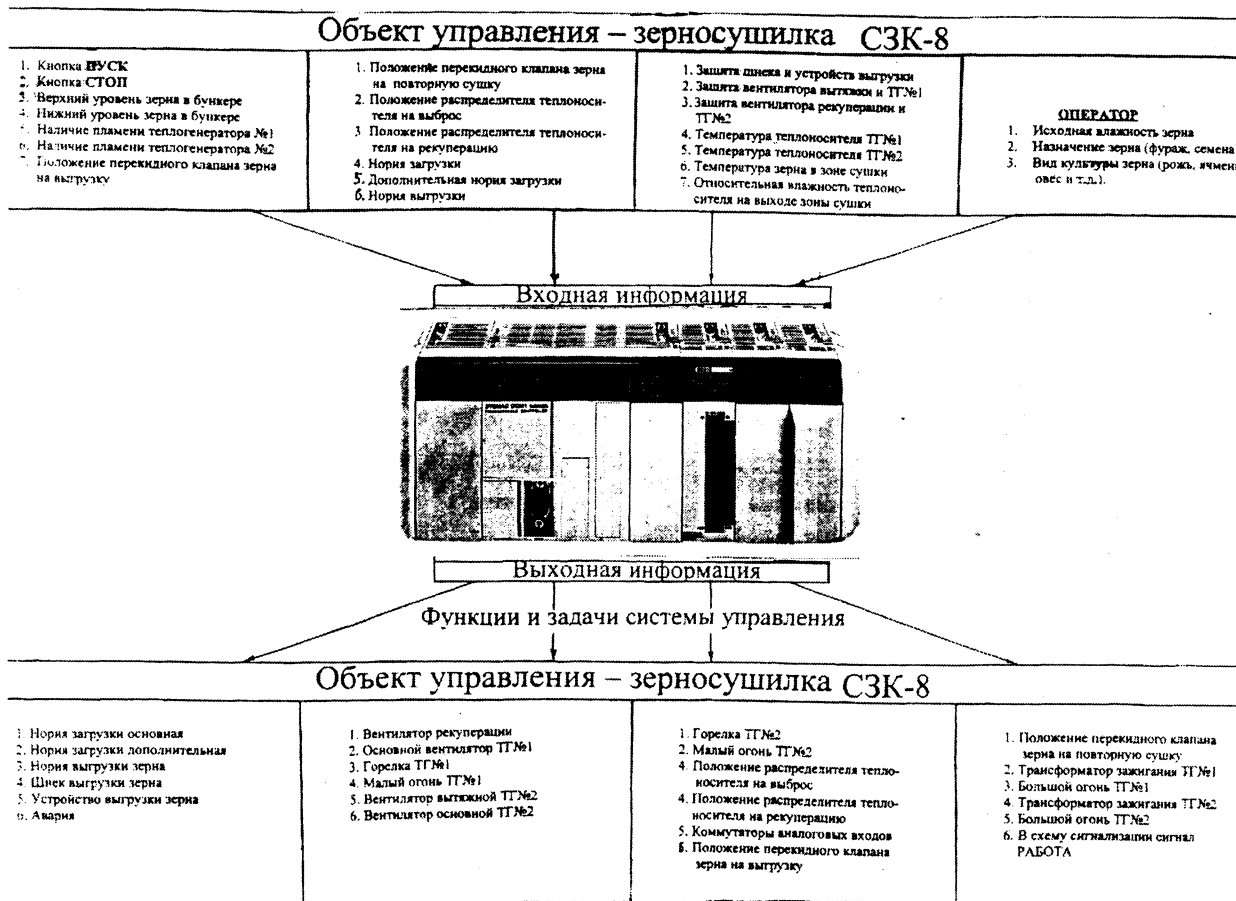 Объект управления – зерносушилка СЗК-8
1. Кнопка ПУСК
2. Кнопка СТОП
3. Верхний уровень зерна в бункере
4. Нижний уровень зерна в бункере
5. Наличие пламени теплогенератора №1
6. Наличие пламени теплогенератора №2
7. Положение перекидного клапана зерна
на выгрузку
1. Положение перекидного клапана зерна
на повторную сушку
2. Положение распределителя теплоноси-
теля на выброс
3 Положение распределителя теплоноси-
теля на рекуперацию
4. Нория загрузки
5. Дополнительная нория загрузки
6. Нория выгрузки
1. Защита шнека и устройств выгрузки
2. Защита вентилятора вытяжки и ТГ№1
3. Защита вентилятора рекуперации и
ТГ№2
4. Температура теплоносителя ТГ№1
5. Температура теплоносителя ТГ№2
6. Температура зерна в зоне сушки
7. Относительная влажность теплоно-
сителя на выходе зоны сушки
ОПЕРАТОР
1. Исходная влажность зерна
2. Назначение зерна (фураж, семена
3. Вид культуры зерна (рожь, ячмень
овес и т.д.).
Входная информация
Выходная информация
Функции и задачи системы управления
Объект управления – зерносушилка СЗК-8
1. Нория загрузки основная
2. Нория загрузки дополнительная
3. Нория выгрузки зерна
4. Шнек выгрузки зерна
5. Устройство выгрузки зерна
6. Авария
1. Вентилятор рекуперации
2. Основной вентилятор ТГ№1
3. Горелка ТГ№1
4. Малый огонь ТГ№1
5. Вентилятор вытяжной ТГ№2
6. Вентилятор основной ТГ№2
1. Горелка ТГ№2
2. Малый огонь ТГ№2
4. Положение распределителя тепло-
носителя на выброс
4. Положение распределителя тепло-
носителя на рекуперацию
5. Коммутаторы аналоговых входов
6. Положение перекидного клапана
зерна на выгрузку
1. Положение перекидного клапана
зерна на повторную сушку
2. Трансформатор зажигания ТГ№1
3. Большой огонь ТГ№1
4. Трансформатор зажигания ТГ№2
5. Большой огонь ТГ№2
6. В схему сигнализации сигнал
РАБОТА